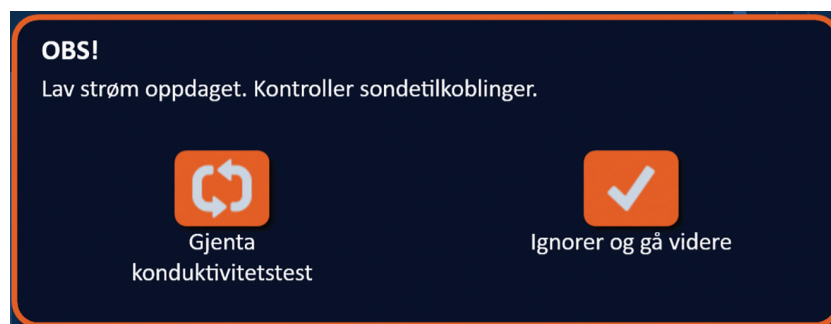 OBS!
Lav strøm oppdaget. Kontroller sondetilkoblinger.
Gjenta
konduktivitetstest
Ignorer og gå videre